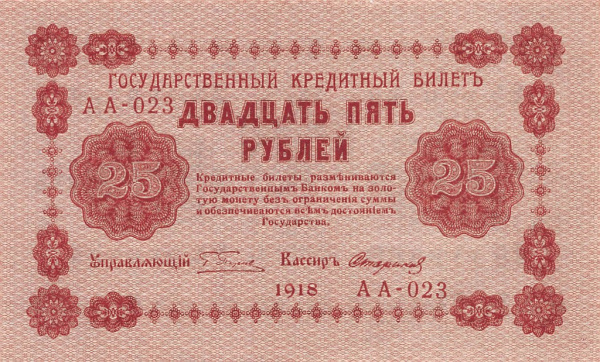 ГОСУДАРСТВЕННЫЙ КРЕДИТНЫЙ БИЛЕТЪ
АА-023
ДВАДЦАТЬ ПЯТЬ
РУБЛЕЙ
25
Кредитные билеты размѣниваются
Государственнымъ Банкомъ на золо-
тую монету безъ ограниченія суммы
и обезпечиваются всѣмъ достояніемъ
Государства.
25
Управляющій
Кассиръ
1918
АА-023